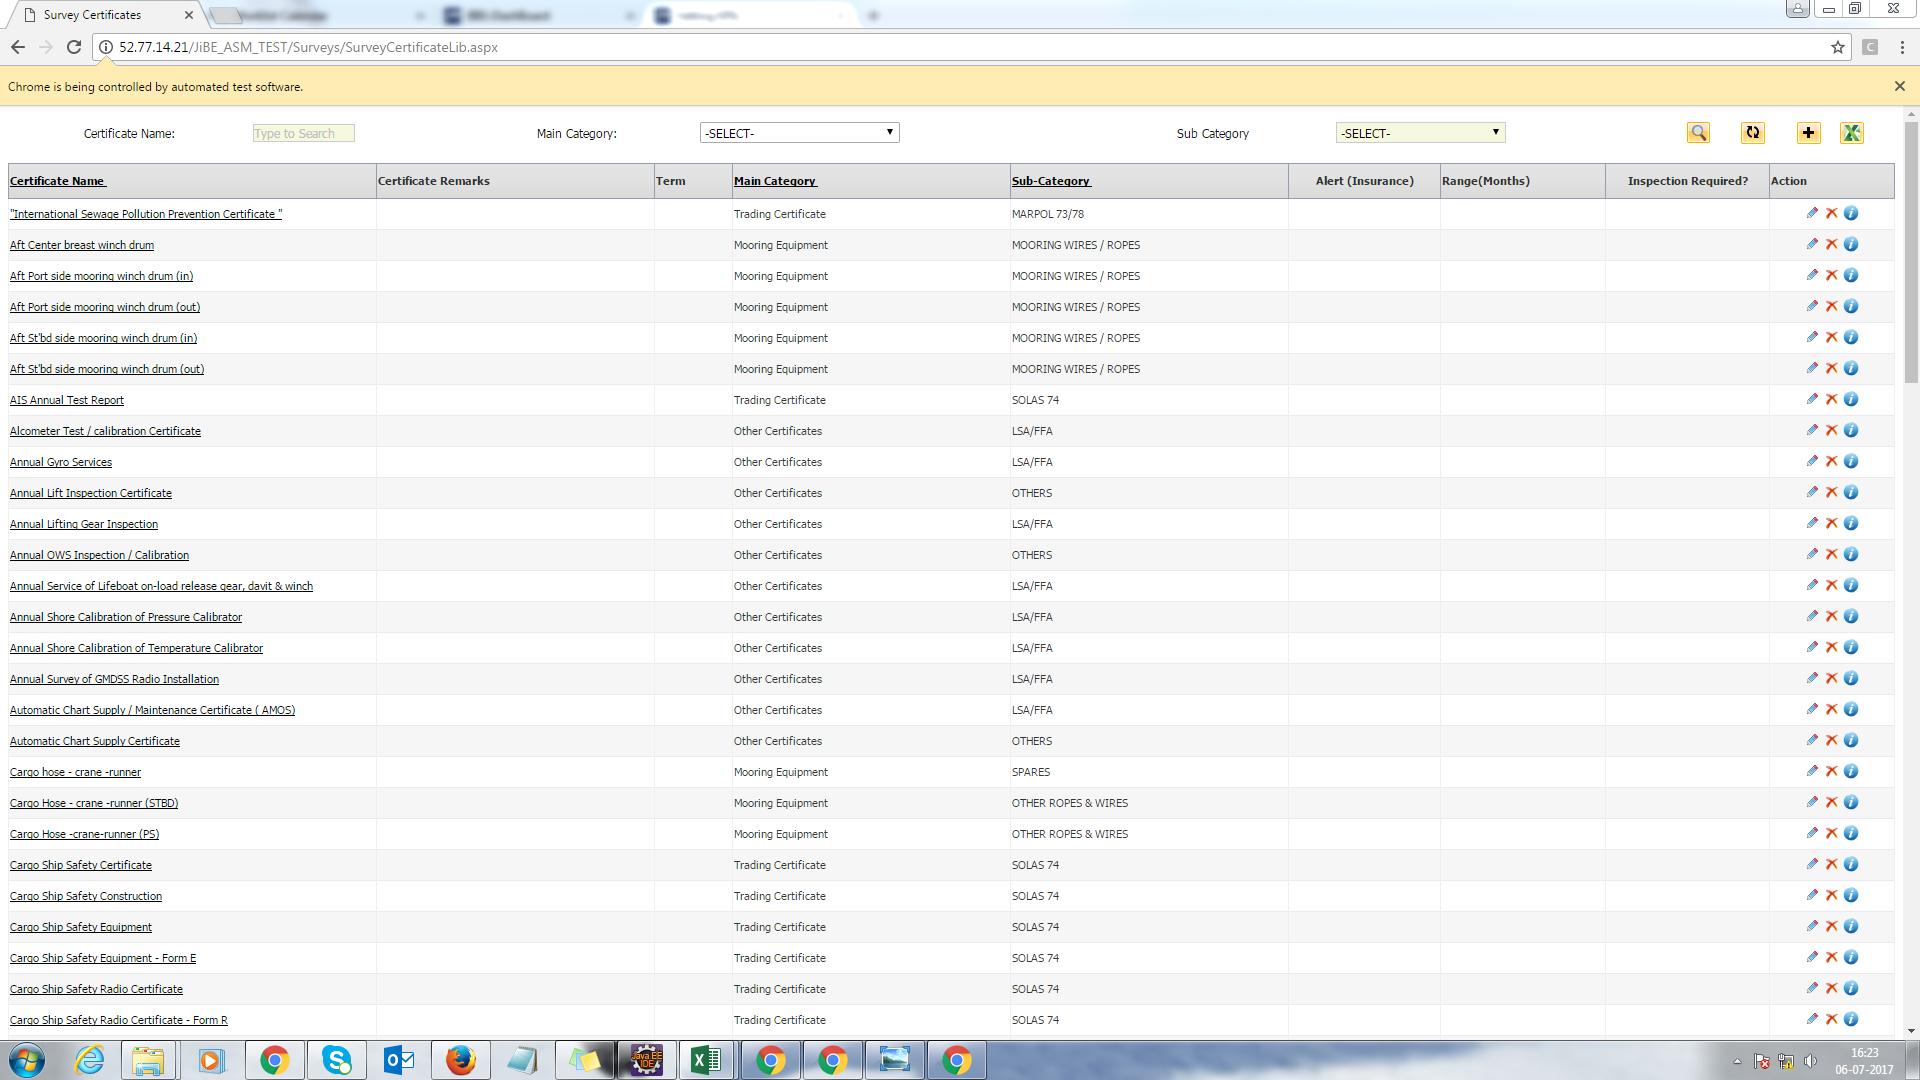 Survey Certificates
52.77.14.21/JiBE_ASM_TEST/Surveys/SurveyCertificateLib.aspx
Chrome is being controlled by automated test software.
Certificate Name: Type to Search Main Category: -SELECT- Sub Category -SELECT-
Certificate Name Certificate Remarks Term Main Category Sub-Category Alert (Insurance) Range(Months) Inspection Required? Action
"International Sewage Pollution Prevention Certificate " Trading Certificate MARPOL 73/78
Aft Center breast winch drum Mooring Equipment MOORING WIRES / ROPES
Aft Port side mooring winch drum (in) Mooring Equipment MOORING WIRES / ROPES
Aft Port side mooring winch drum (out) Mooring Equipment MOORING WIRES / ROPES
Aft St'bd side mooring winch drum (in) Mooring Equipment MOORING WIRES / ROPES
Aft St'bd side mooring winch drum (out) Mooring Equipment MOORING WIRES / ROPES
AIS Annual Test Report Trading Certificate SOLAS 74
Alcometer Test / calibration Certificate Other Certificates LSA/FFA
Annual Gyro Services Other Certificates LSA/FFA
Annual Lift Inspection Certificate Other Certificates OTHERS
Annual Lifting Gear Inspection Other Certificates LSA/FFA
Annual OWS Inspection / Calibration Other Certificates OTHERS
Annual Service of Lifeboat on-load release gear, davit & winch Other Certificates LSA/FFA
Annual Shore Calibration of Pressure Calibrator Other Certificates LSA/FFA
Annual Shore Calibration of Temperature Calibrator Other Certificates LSA/FFA
Annual Survey of GMDSS Radio Installation Other Certificates LSA/FFA
Automatic Chart Supply / Maintenance Certificate ( AMOS) Other Certificates LSA/FFA
Automatic Chart Supply Certificate Other Certificates OTHERS
Cargo hose - crane -runner Mooring Equipment SPARES
Cargo Hose - crane -runner (STBD) Mooring Equipment OTHER ROPES & WIRES
Cargo Hose -crane-runner (PS) Mooring Equipment OTHER ROPES & WIRES
Cargo Ship Safety Certificate Trading Certificate SOLAS 74
Cargo Ship Safety Construction Trading Certificate SOLAS 74
Cargo Ship Safety Equipment Trading Certificate SOLAS 74
Cargo Ship Safety Equipment - Form E Trading Certificate SOLAS 74
Cargo Ship Safety Radio Certificate Trading Certificate SOLAS 74
Cargo Ship Safety Radio Certificate - Form R Trading Certificate SOLAS 74
Java EE
IDE
16:23
06-07-2017